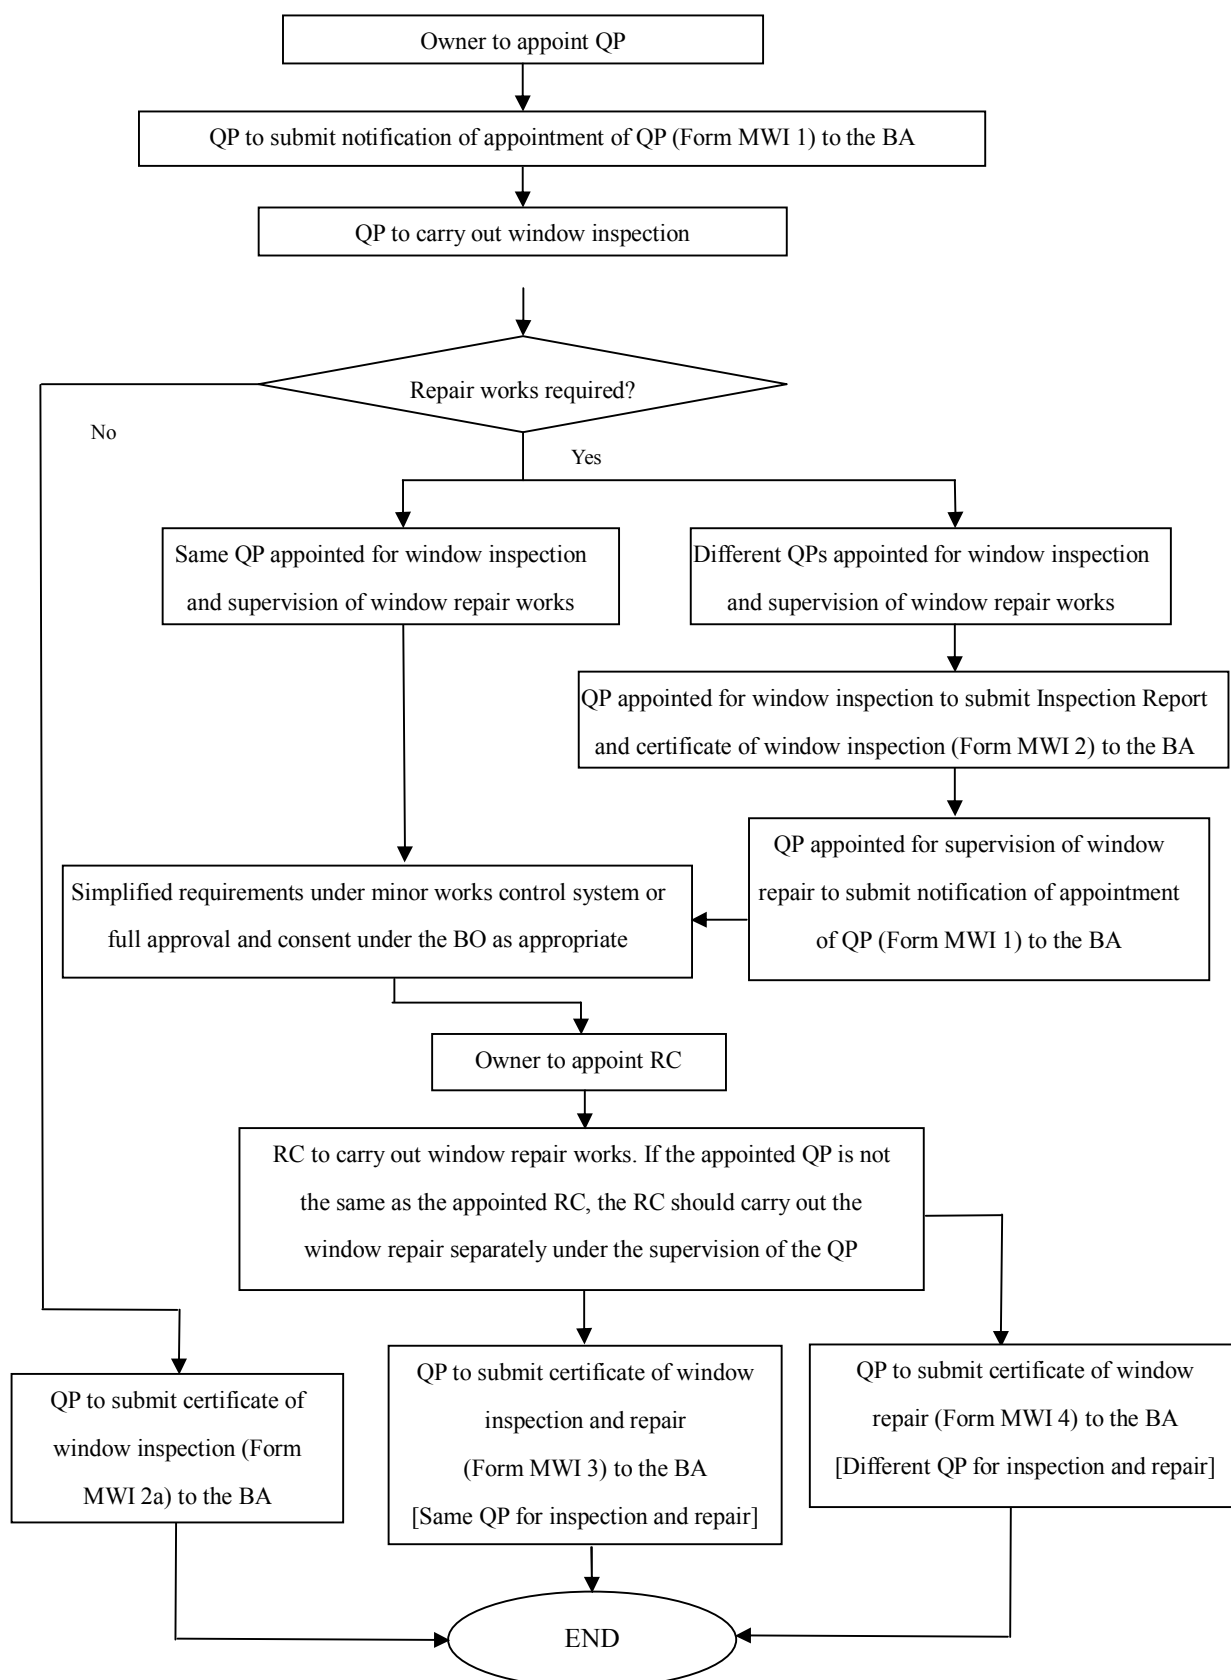 Owner to appoint QP
QP to submit notification of appointment of QP (Form MWI 1) to the BA
QP to carry out window inspection
Repair works required?
No
Yes
Same QP appointed for window inspection
and supervision of window repair works
Different QPs appointed for window inspection
and supervision of window repair works
QP appointed for window inspection to submit Inspection Report
and certificate of window inspection (Form MWI 2) to the BA
QP appointed for supervision of window
repair to submit notification of appointment
of QP (Form MWI 1) to the BA
Simplified requirements under minor works control system or
full approval and consent under the BO as appropriate
Owner to appoint RC
RC to carry out window repair works. If the appointed QP is not
the same as the appointed RC, the RC should carry out the
window repair separately under the supervision of the QP
QP to submit certificate of
window inspection (Form
MWI 2a) to the BA
QP to submit certificate of window
inspection and repair
(Form MWI 3) to the BA
[Same QP for inspection and repair]
QP to submit certificate of window
repair (Form MWI 4) to the BA
[Different QP for inspection and repair]
END